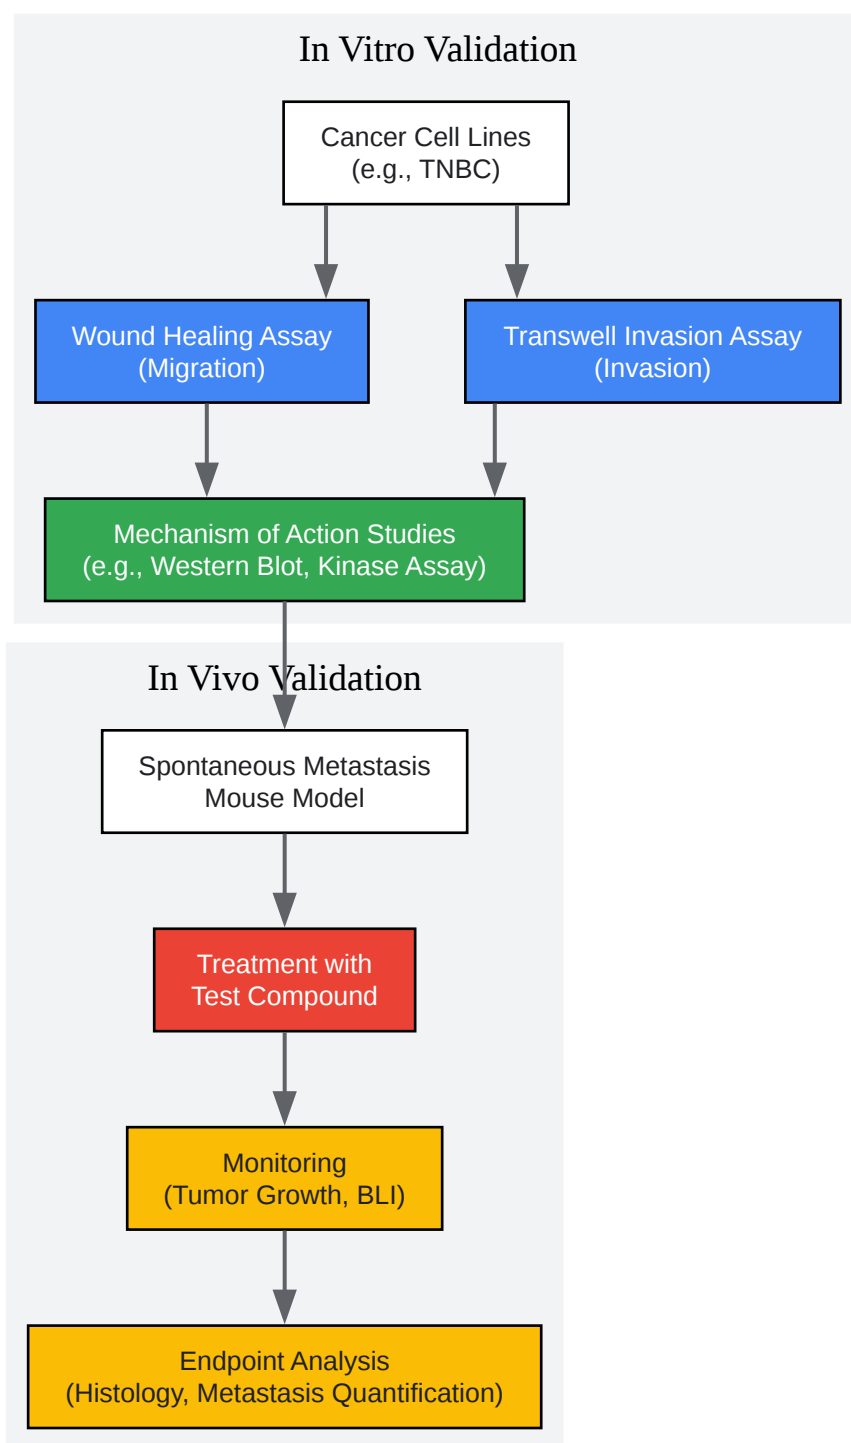 In Vitro Validation
Cancer Cell Lines
(e.g., TNBC)
Wound Healing Assay
(Migration)
Transwell Invasion Assay
(Invasion)
Mechanism of Action Studies
(e.g., Western Blot, Kinase Assay)
In Vivo Validation
Spontaneous Metastasis
Mouse Model
Treatment with
Test Compound
Monitoring
(Tumor Growth, BLI)
Endpoint Analysis
(Histology, Metastasis Quantification)